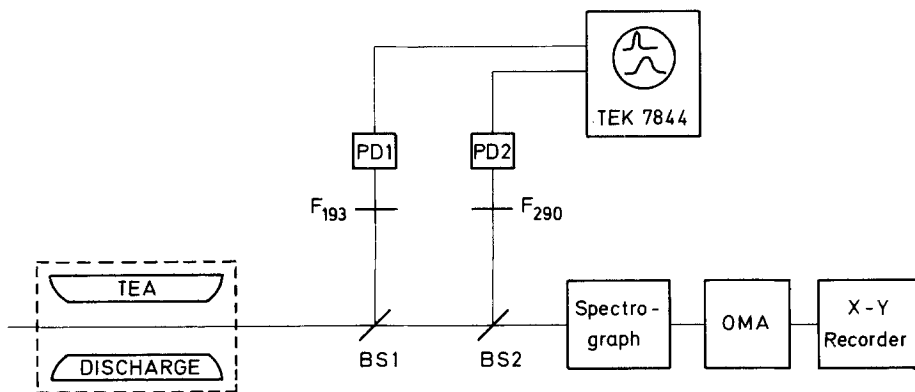 TEK 7844
PD1
PD2
F193
F290
TEA
DISCHARGE
BS1
BS2
Spectro-
graph
OMA
X-Y
Recorder